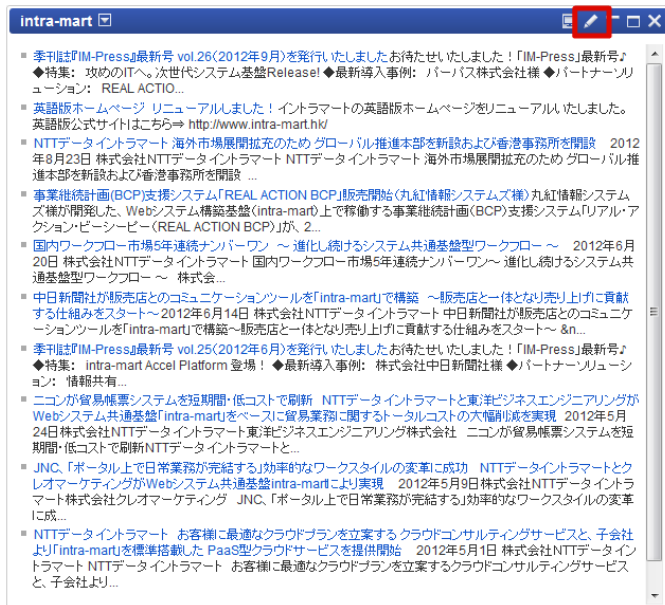 intra-mart
季刊誌『IM-Press』最新号 vol.26(2012年9月)を発行いたしましたお待たせいたしました！「IM-Press」最新号♪
◆特集： 攻めのITへ。次世代システム基盤Release! ◆最新導入事例： パーパス株式会社様 ◆パートナーソリ
ューション： REAL ACTIO...
英語版ホームページ リニューアルしました！イントラマートの英語版ホームページをリニューアルいたしました。
英語版公式サイトはこちら⇒ http://www.intra-mart.hk/
NTTデータイントラマート 海外市場展開拡充のため グローバル推進本部を新設および香港事務所を開設 2012
年8月23日 株式会社NTTデータイントラマート NTTデータイントラマート 海外市場展開拡充のため グローバル推
進本部を新設および香港事務所を開設 ...
事業継続計画(BCP)支援システム「REAL ACTION BCP」販売開始(丸紅情報システムズ様)丸紅情報システム
ズ様が開発した、Webシステム構築基盤(intra-mart)上で稼働する事業継続計画(BCP)支援システム「リアル・ア
クション・ビーシーピー(REAL ACTION BCP)」が、2...
国内ワークフロー市場5年連続ナンバーワン ～ 進化し続けるシステム共通基盤型ワークフロー ～ 2012年6月
20日 株式会社NTTデータイントラマート 国内ワークフロー市場5年連続ナンバーワン～ 進化し続けるシステム共
通基盤型ワークフロー ～ 株式会...
中日新聞社が販売店とのコミュニケーションツールを「intra-mart」で構築 ～販売店と一体となり売り上げに貢献
する仕組みをスタート～2012年6月14日 株式会社NTTデータイントラマート 中日新聞社が販売店とのコミュニケ
ーションツールを「intra-mart」で構築～販売店と一体となり売り上げに貢献する仕組みをスタート～ &n...
季刊誌『IM-Press』最新号 vol.25(2012年6月)を発行いたしましたお待たせいたしました！「IM-Press」最新号♪
◆特集： intra-mart Accel Platform 登場！ ◆最新導入事例： 株式会社中日新聞社様 ◆パートナーソリューショ
ン： 情報共有...
ニコンが貿易帳票システムを短期間・低コストで刷新 NTTデータイントラマートと東洋ビジネスエンジニアリングが
Webシステム共通基盤「intra-mart」をベースに貿易業務に関するトータルコストの大幅削減を実現 2012年5月
24日株式会社NTTデータイントラマート東洋ビジネスエンジニアリング株式会社 ニコンが貿易帳票システムを短
期間・低コストで刷新NTTデータイントラマートと...
JNC、「ポータル上で日常業務が完結する」効率的なワークスタイルの変革に成功 NTTデータイントラマートとク
レオマーケティングがWebシステム共通基盤intra-martにより実現 2012年5月9日株式会社NTTデータイントラ
マート株式会社クレオマーケティング JNC、「ポータル上で日常業務が完結する」効率的なワークスタイルの変革
に成...
NTTデータイントラマート お客様に最適なクラウドプランを立案する クラウドコンサルティングサービスと、子会社
より「intra-mart」を標準搭載した PaaS型クラウドサービスを提供開始 2012年5月1日 株式会社NTTデータイン
トラマート NTTデータイントラマート お客様に最適なクラウドプランを立案するクラウドコンサルティングサービス
と、子会社より...